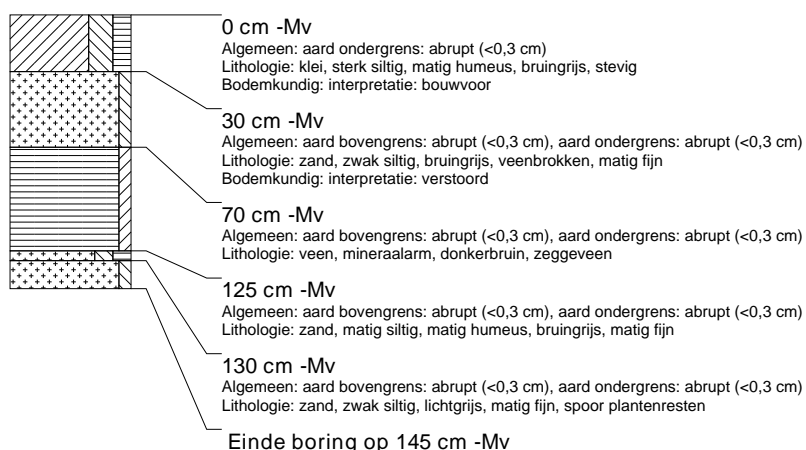 0 cm -Mv
Algemeen: aard ondergrens: abrupt (<0,3 cm)
Lithologie: klei, sterk siltig, matig humeus, bruingrijs, stevig
Bodemkundig: interpretatie: bouwvoor
30 cm -Mv
Algemeen: aard bovengrens: abrupt (<0,3 cm), aard ondergrens: abrupt (<0,3 cm)
Lithologie: zand, zwak siltig, bruingrijs, veenbrokken, matig fijn
Bodemkundig: interpretatie: verstoord
70 cm -Mv
Algemeen: aard bovengrens: abrupt (<0,3 cm), aard ondergrens: abrupt (<0,3 cm)
Lithologie: veen, mineraalarm, donkerbruin, zeggeveen
125 cm -Mv
Algemeen: aard bovengrens: abrupt (<0,3 cm), aard ondergrens: abrupt (<0,3 cm)
Lithologie: zand, matig siltig, matig humeus, bruingrijs, matig fijn
130 cm -Mv
Algemeen: aard bovengrens: abrupt (<0,3 cm), aard ondergrens: abrupt (<0,3 cm)
Lithologie: zand, zwak siltig, lichtgrijs, matig fijn, spoor plantenresten
Einde boring op 145 cm -Mv